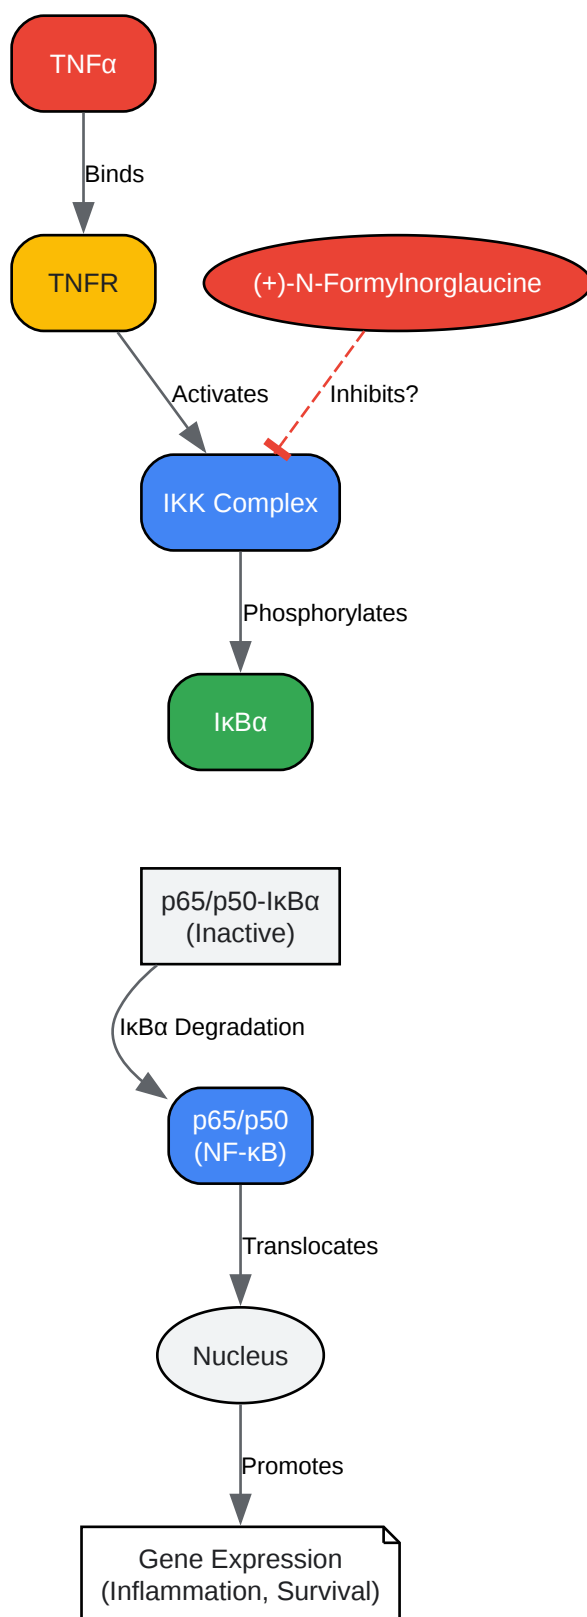 TNFα
Binds
TNFR
(+)-N-Formylnorglaucine
Activates
Inhibits?
IKK Complex
Phosphorylates
IκBα
p65/p50-IκBα
(Inactive)
IκBα Degradation
p65/p50
(NF-κB)
Translocates
Nucleus
Promotes
Gene Expression
(Inflammation, Survival)